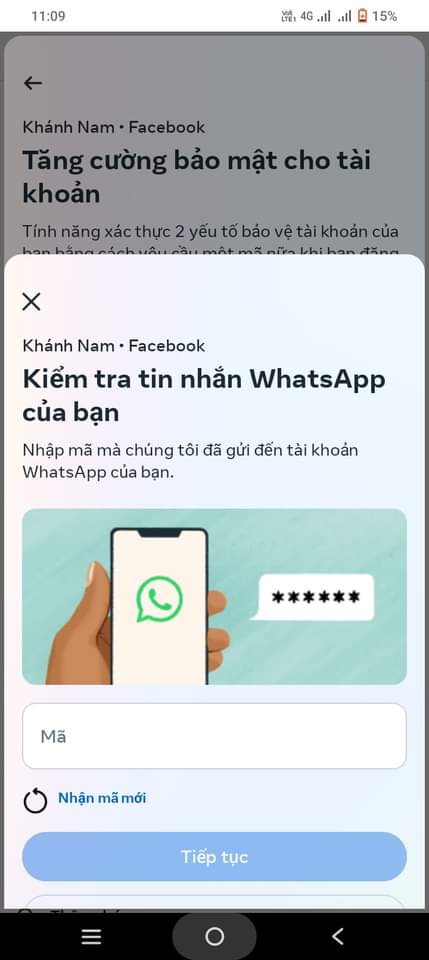 11:09
4G
15%
Khánh Nam • Facebook
Tăng cường bảo mật cho tài
khoản
Tính năng xác thực 2 yếu tố bảo vệ tài khoản của
bạn bằng cách yêu cầu một mã nữa khi bạn đăng
Khánh Nam • Facebook
Kiểm tra tin nhắn WhatsApp
của bạn
Nhập mã mà chúng tôi đã gửi đến tài khoản
WhatsApp của bạn.
******
Mã
Nhận mã mới
Tiếp tục